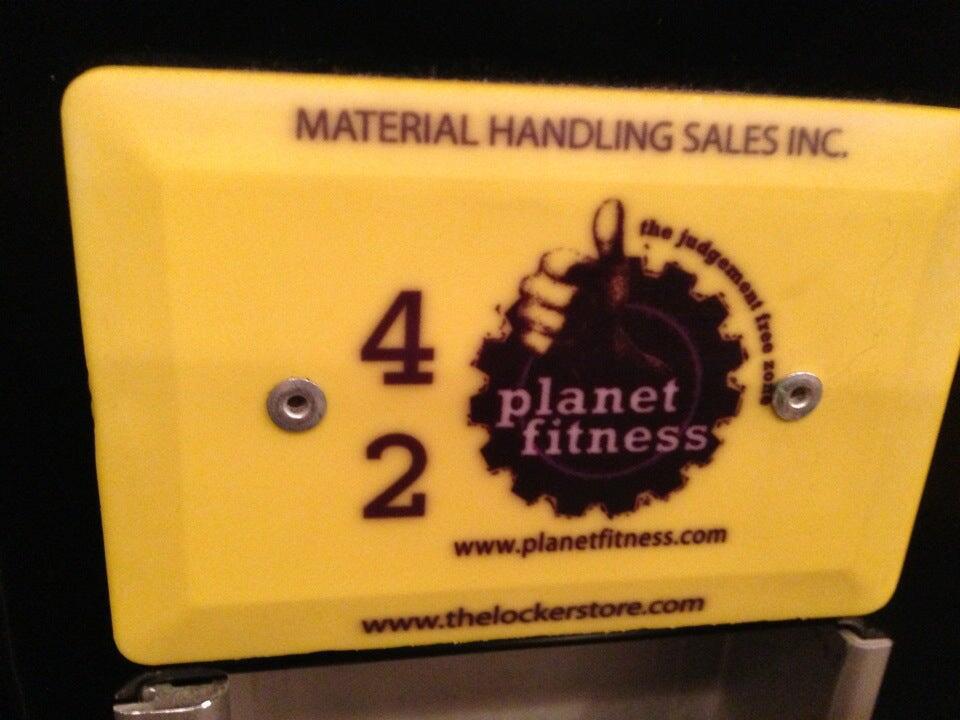 MATERIAL HANDLING SALES INC.
the judgement free zone
4
2
planet
fitness
www.planetfitness.com
www.thelockerstore.com